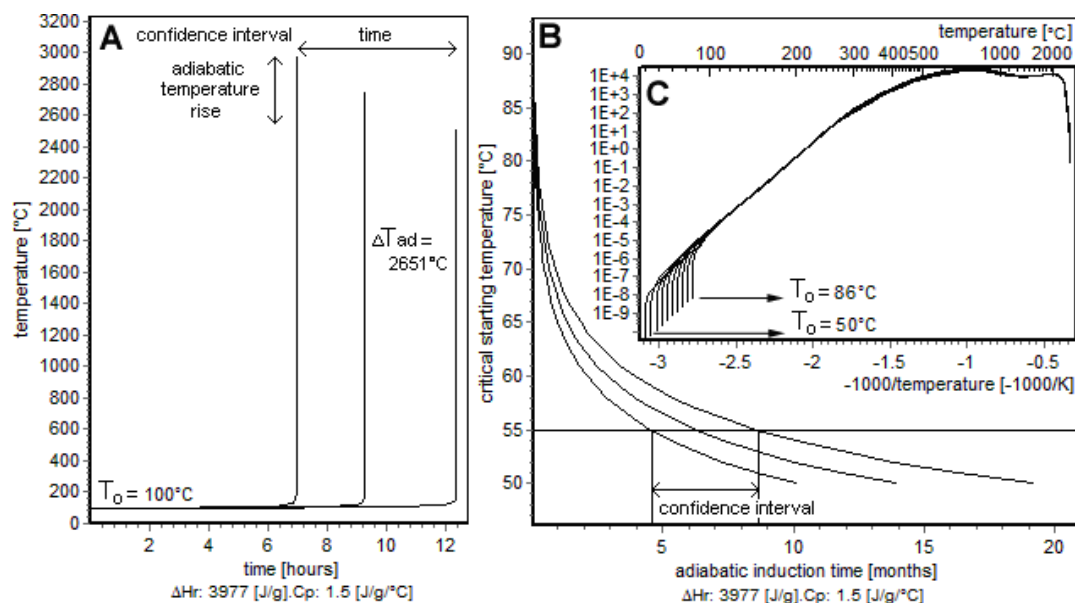 A
3200
3000
2800
2600
2400
2200
2000
1800
1600
1400
1200
1000
800
600
400
200
0
temperature [°C]
confidence interval
time
adiabatic
temperature
rise
ΔTad =
2651°C
To = 100°C
2
4
6
8
10
12
time [hours]
ΔHr: 3977 [J/g].Cp: 1.5 [J/g/°C]
B
90
85
80
75
70
65
60
55
50
critical starting temperature [°C]
confidence interval
5
10
15
20
adiabatic induction time [months]
ΔHr: 3977 [J/g].Cp: 1.5 [J/g/°C]
temperature [°C]
0
100
200
300
400
500
1000
2000
C
1E+4
1E+3
1E+2
1E+1
1E+0
1E-1
1E-2
1E-3
1E-4
1E-5
1E-6
1E-7
1E-8
1E-9
To = 86°C
To = 50°C
-3
-2.5
-2
-1.5
-1
-0.5
-1000/temperature [-1000/K]